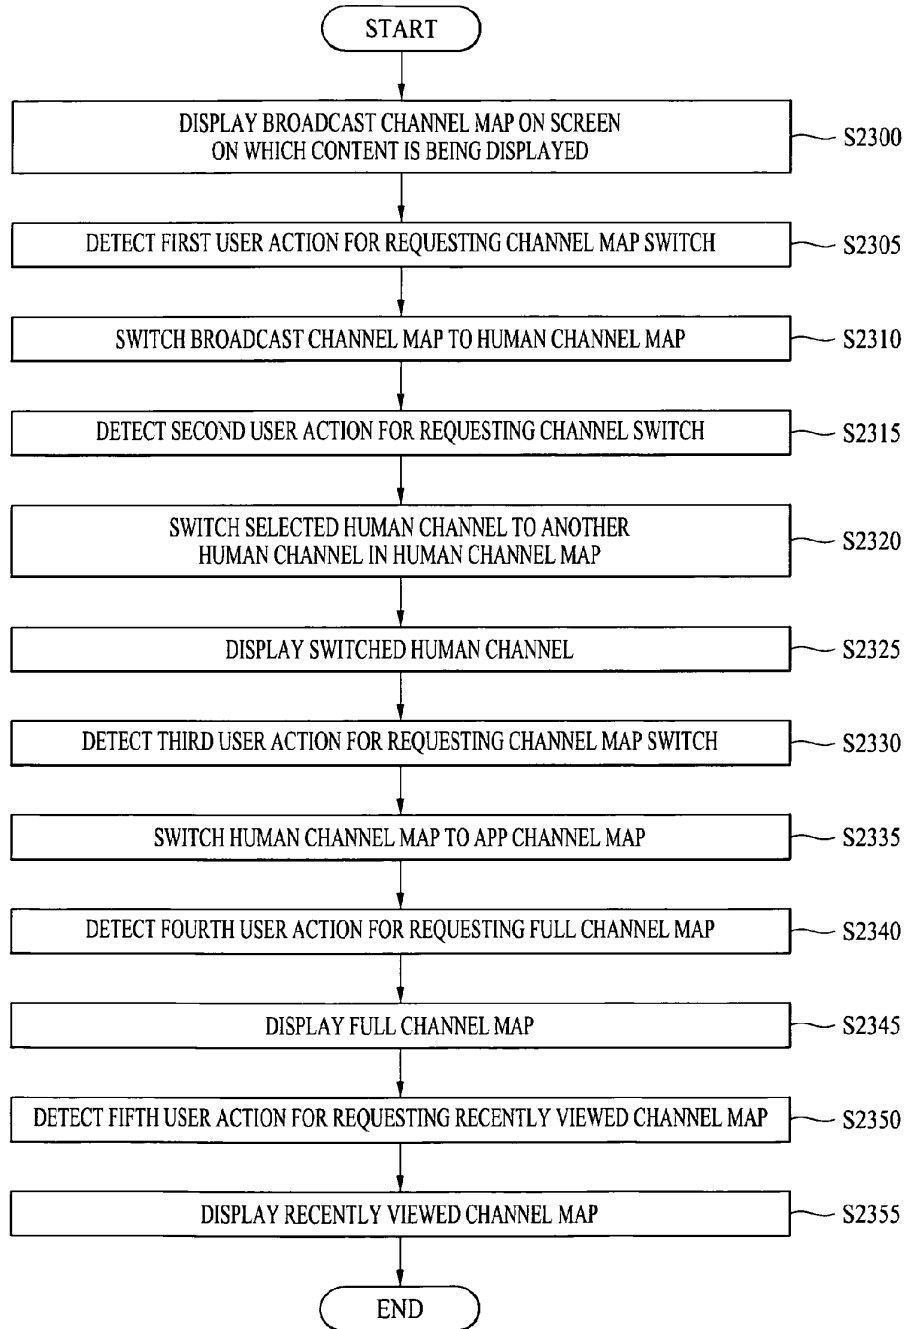 START
DISPLAY BROADCAST CHANNEL MAP ON SCREEN
ON WHICH CONTENT IS BEING DISPLAYED
S2300
DETECT FIRST USER ACTION FOR REQUESTING CHANNEL MAP SWITCH
S2305
SWITCH BROADCAST CHANNEL MAP TO HUMAN CHANNEL MAP
S2310
DETECT SECOND USER ACTION FOR REQUESTING CHANNEL SWITCH
S2315
SWITCH SELECTED HUMAN CHANNEL TO ANOTHER
HUMAN CHANNEL IN HUMAN CHANNEL MAP
S2320
DISPLAY SWITCHED HUMAN CHANNEL
S2325
DETECT THIRD USER ACTION FOR REQUESTING CHANNEL MAP SWITCH
S2330
SWITCH HUMAN CHANNEL MAP TO APP CHANNEL MAP
S2335
DETECT FOURTH USER ACTION FOR REQUESTING FULL CHANNEL MAP
S2340
DISPLAY FULL CHANNEL MAP
S2345
DETECT FIFTH USER ACTION FOR REQUESTING RECENTLY VIEWED CHANNEL MAP
S2350
DISPLAY RECENTLY VIEWED CHANNEL MAP
S2355
END